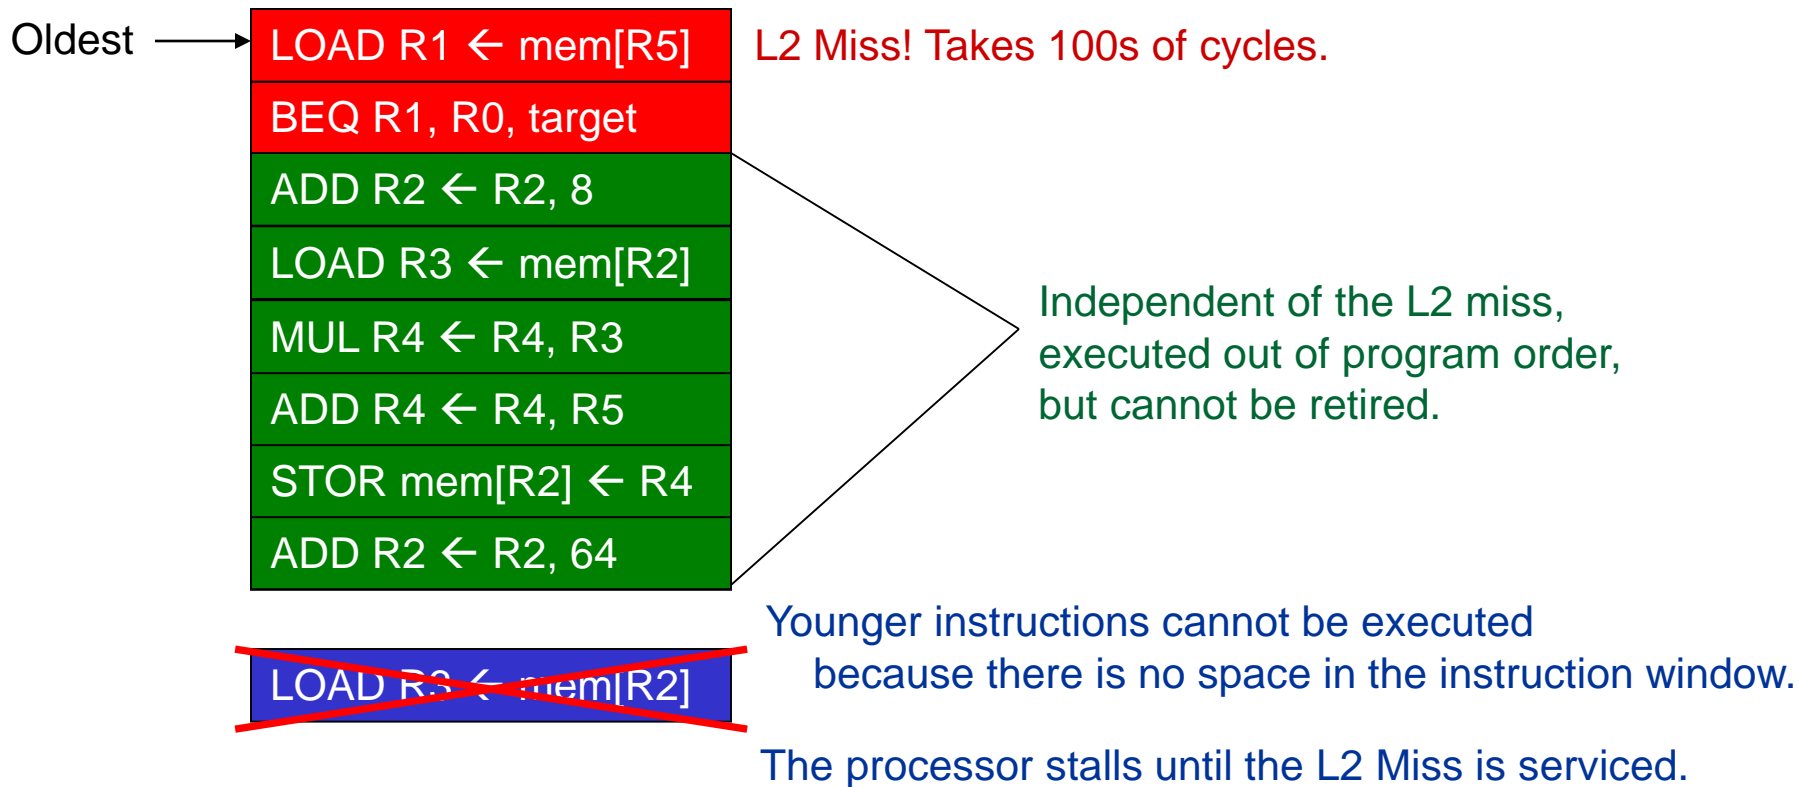 Oldest
LOAD R1 ← mem[R5]
L2 Miss! Takes 100s of cycles.
BEQ R1, R0, target
ADD R2 ← R2, 8
LOAD R3 ← mem[R2]
MUL R4 ← R4, R3
ADD R4 ← R4, R5
STOR mem[R2] ← R4
ADD R2 ← R2, 64
Independent of the L2 miss,
executed out of program order,
but cannot be retired.
LOAD R3 ← mem[R2]
Younger instructions cannot be executed
because there is no space in the instruction window.
The processor stalls until the L2 Miss is serviced.